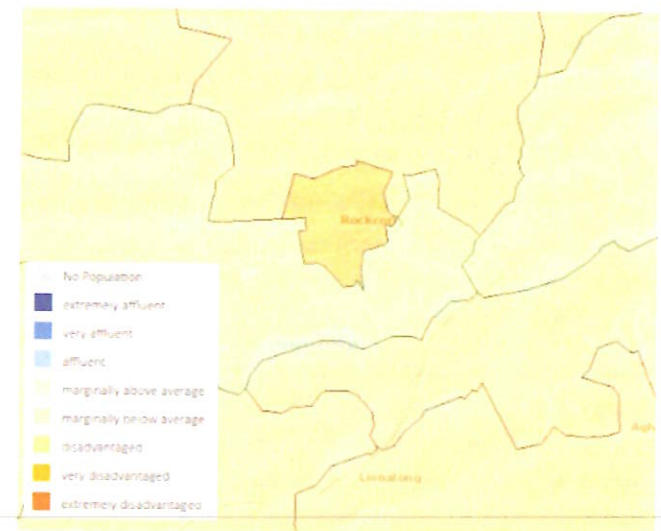 No Population
extremely affluent
very affluent
affluent
marginally above average
marginally below average
disadvantaged
very disadvantaged
extremely disadvantaged